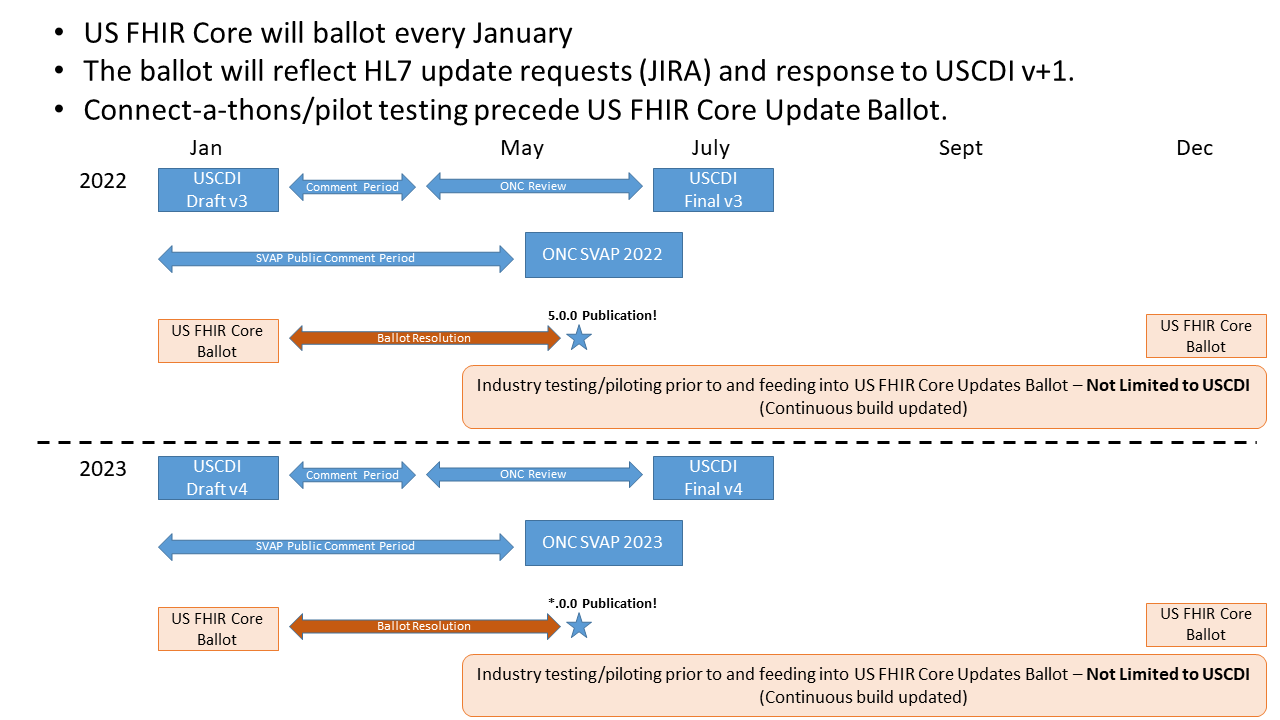 • US FHIR Core will ballot every January
• The ballot will reflect HL7 update requests (JIRA) and response to USCDI v+1.
• Connect-a-thons/pilot testing precede US FHIR Core Update Ballot.
Jan May July Sept Dec
2022
USCDI
Draft v3
Comment Period
ONC Review
USCDI
Final v3
SVAP Public Comment Period
ONC SVAP 2022
US FHIR Core
Ballot
Ballot Resolution
5.0.0 Publication!
US FHIR Core
Ballot
Industry testing/piloting prior to and feeding into US FHIR Core Updates Ballot – Not Limited to USCDI
(Continuous build updated)
2023
USCDI
Draft v4
Comment Period
ONC Review
USCDI
Final v4
SVAP Public Comment Period
ONC SVAP 2023
US FHIR Core
Ballot
Ballot Resolution
*.0.0 Publication!
US FHIR Core
Ballot
Industry testing/piloting prior to and feeding into US FHIR Core Updates Ballot – Not Limited to USCDI
(Continuous build updated)